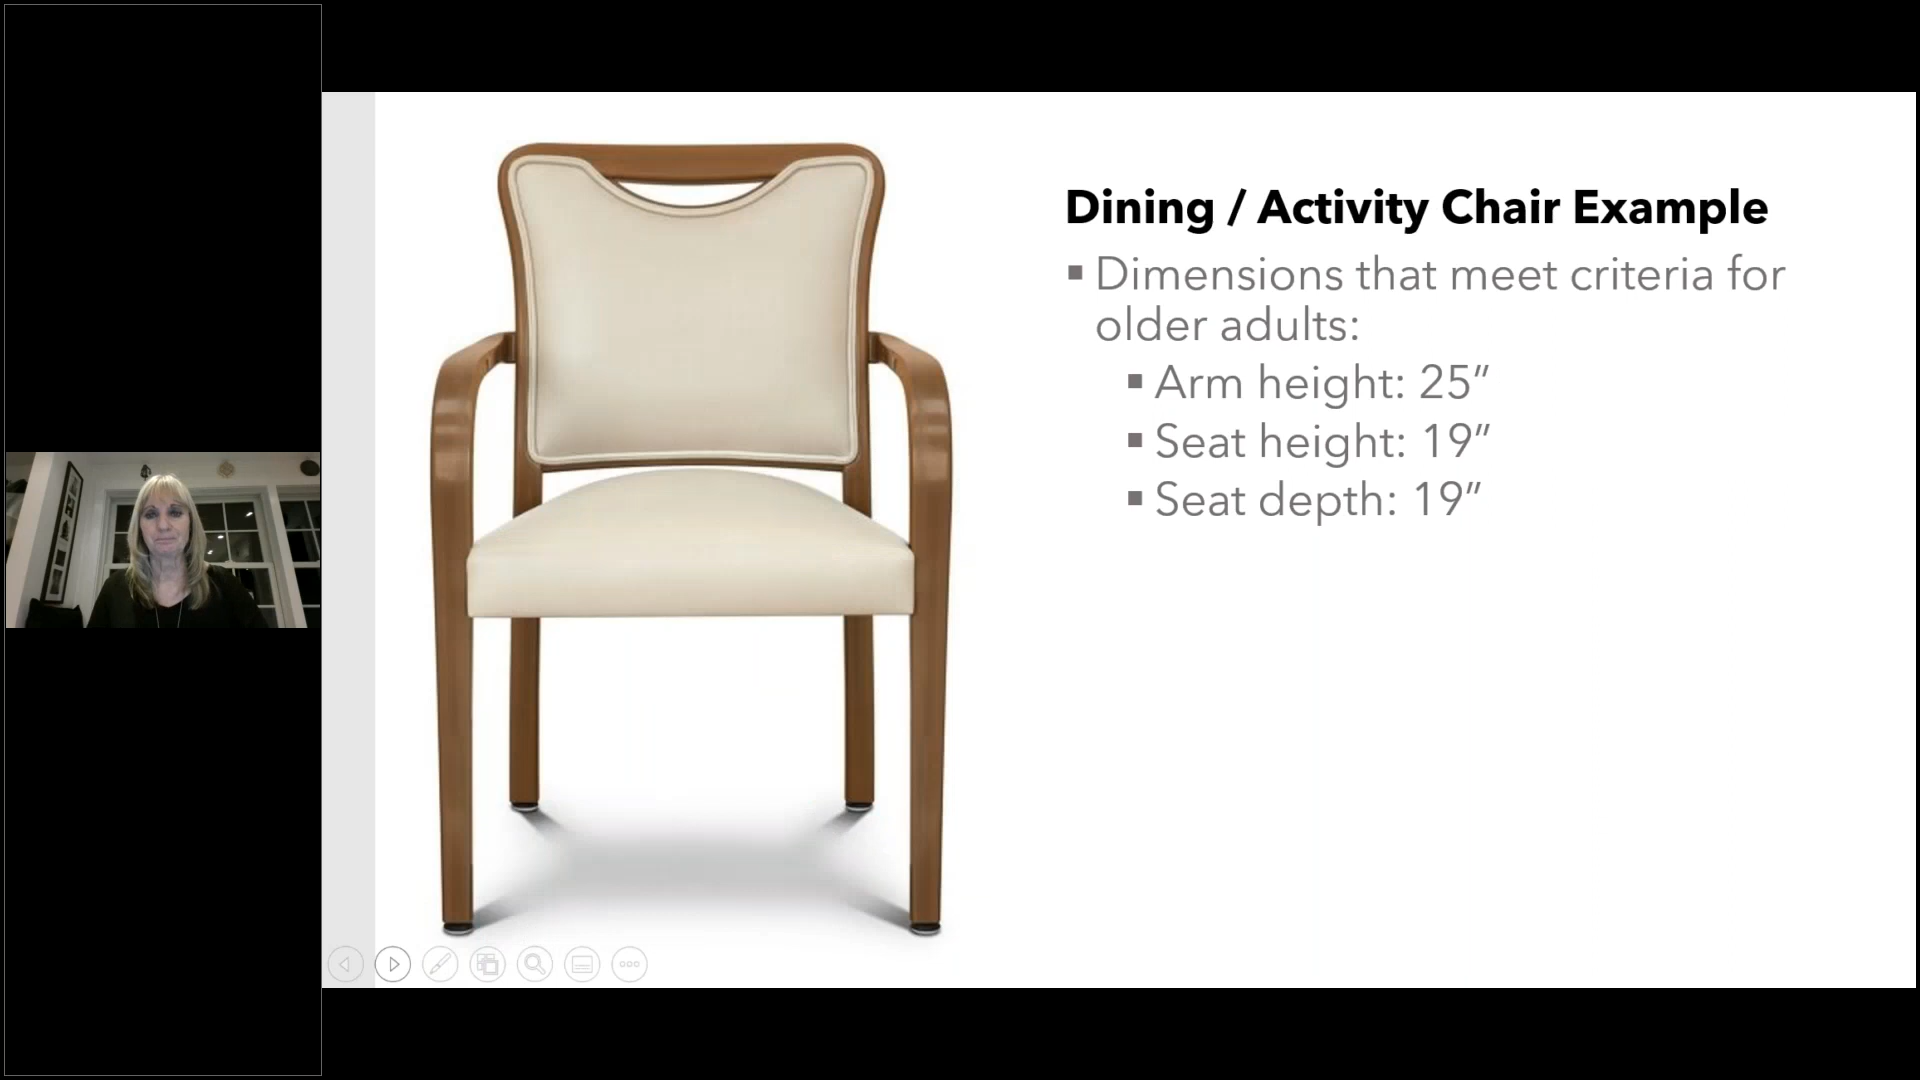 Dining / Activity Chair Example
▪ Dimensions that meet criteria for
older adults:
▪ Arm height: 25”
▪ Seat height: 19”
▪ Seat depth: 19”